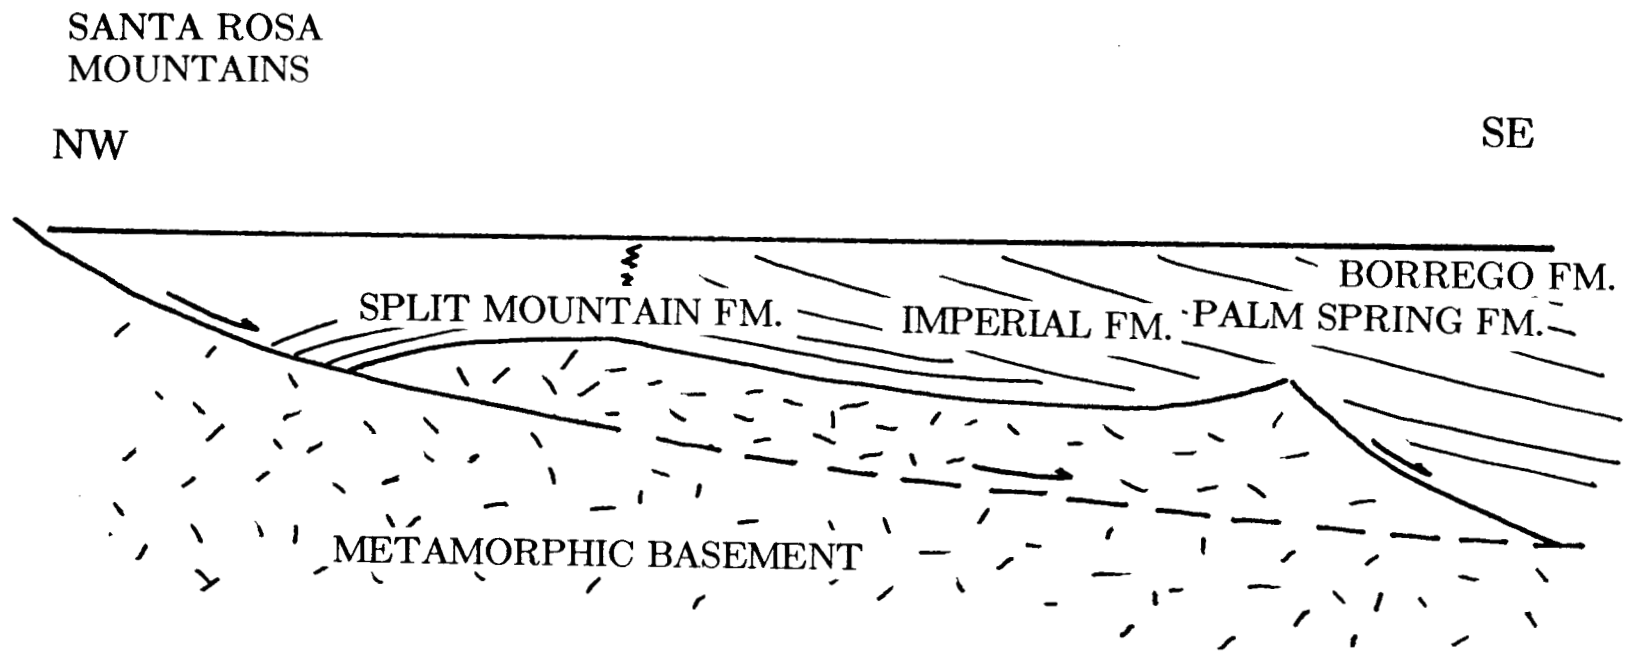 SANTA ROSA
MOUNTAINS
NW
SE
BORREGO FM.
SPLIT MOUNTAIN FM.
IMPERIAL FM.
PALM SPRING FM.
METAMORPHIC BASEMENT